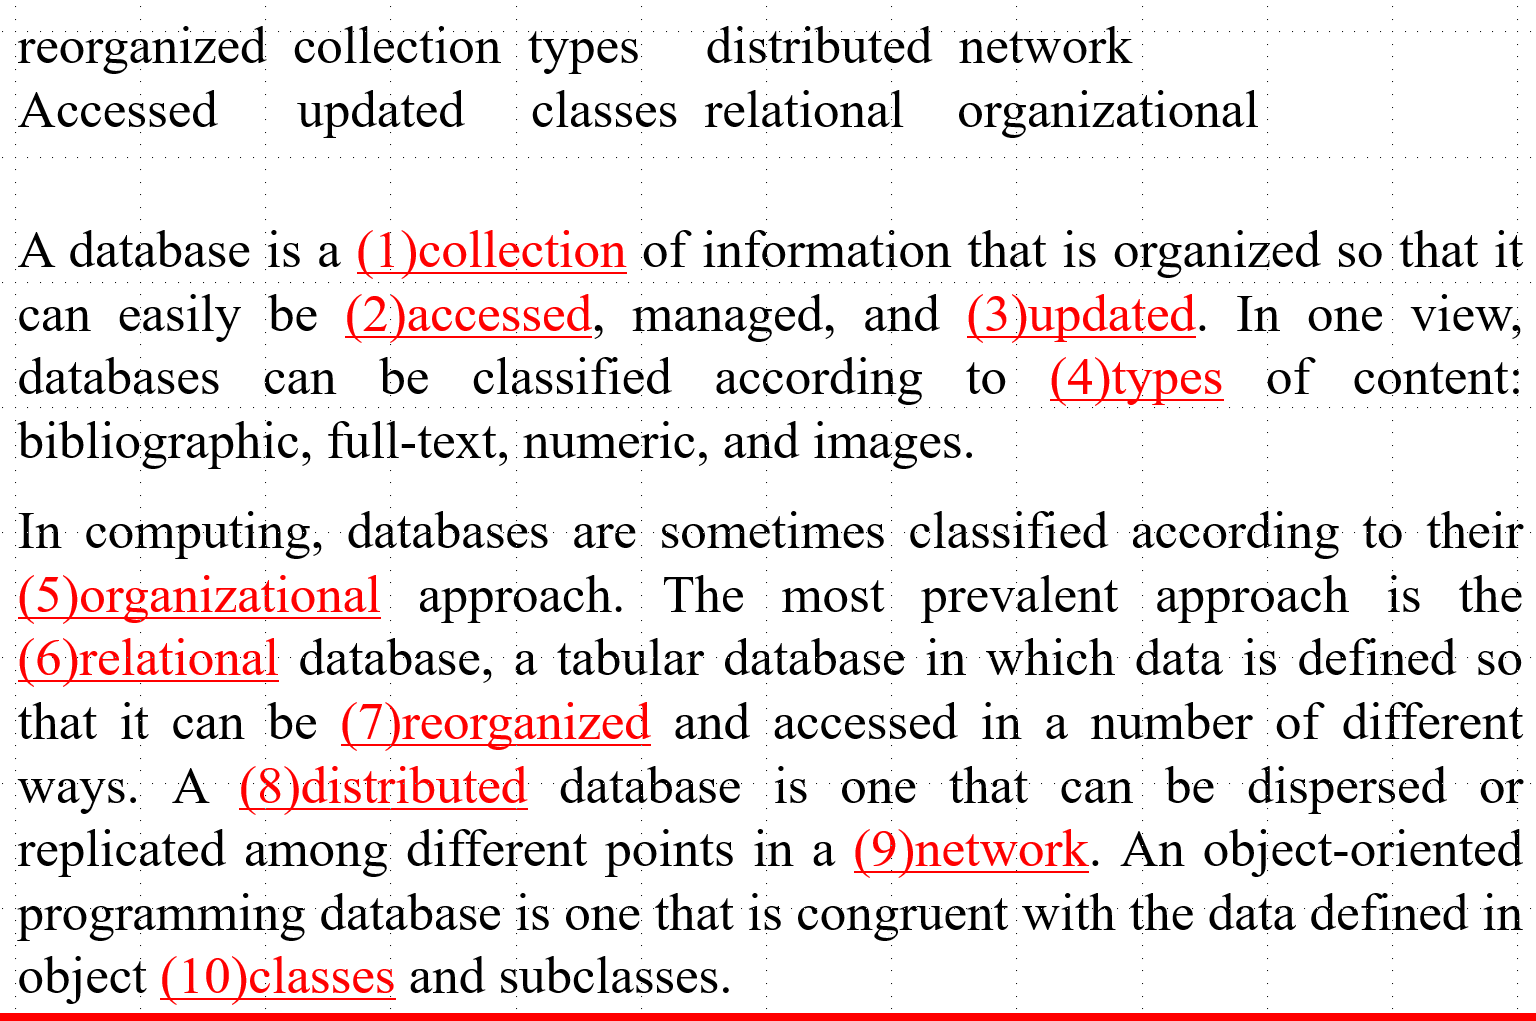 reorganized collection types distributed network
Accessed updated classes relational organizational
A database is a (1)collection of information that is organized so that it
can easily be (2)accessed, managed, and (3)updated. In one view,
databases can be classified according to (4)types of content:
bibliographic, full-text, numeric, and images.
In computing, databases are sometimes classified according to their
(5)organizational approach. The most prevalent approach is the
(6)relational database, a tabular database in which data is defined so
that it can be (7)reorganized and accessed in a number of different
ways. A (8)distributed database is one that can be dispersed or
replicated among different points in a (9)network. An object-oriented
programming database is one that is congruent with the data defined in
object (10)classes and subclasses.